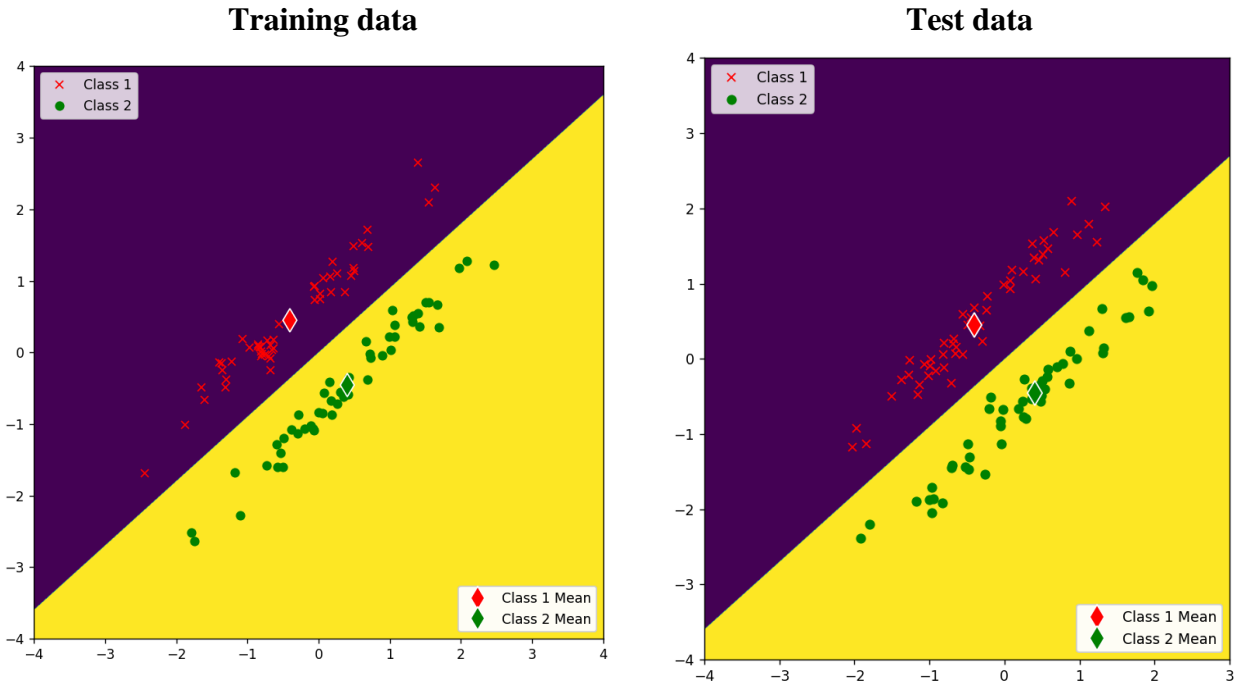 Training data
Test data
Class 1
Class 2
4
3
2
1
0
−1
−2
−3
−4
Class 1 Mean
Class 2 Mean
−4 −3 −2 −1 0 1 2 3 4
Class 1
Class 2
4
3
2
1
0
−1
−2
−3
−4
Class 1 Mean
Class 2 Mean
−4 −3 −2 −1 0 1 2 3